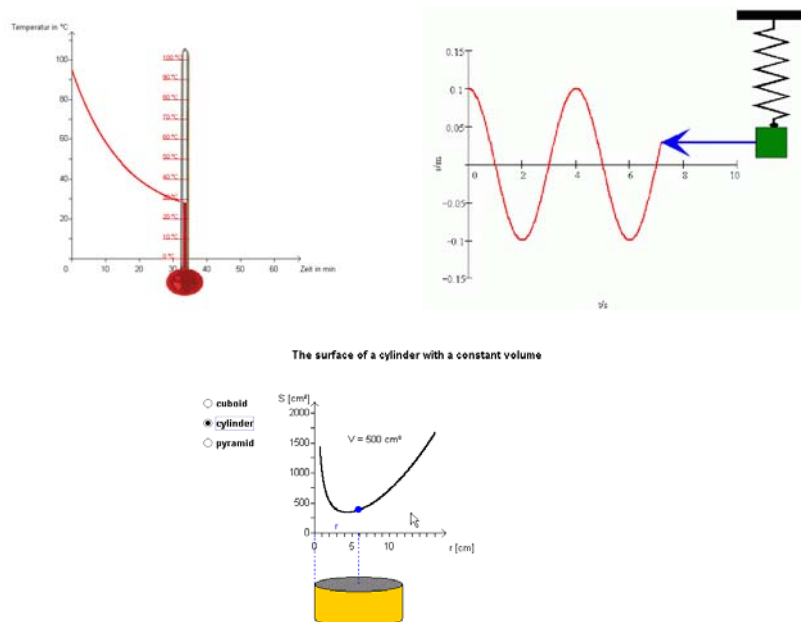 Temperatur in °C
100
80
60
40
20
0 10 20 30 40 50 60
Zeit in min
100 °C
90 °C
80 °C
70 °C
60 °C
50 °C
40 °C
30 °C
20 °C
10 °C
0 °C
0.15
0.1
0.05
-0.05
-0.1
-0.15
s/m
0 2 4 6 8 10
t/s
The surface of a cylinder with a constant volume
cuboid
cylinder
pyramid
S [cm²]
2000
1500
1000
500
0
V = 500 cm³
r
0 5 10
r [cm]